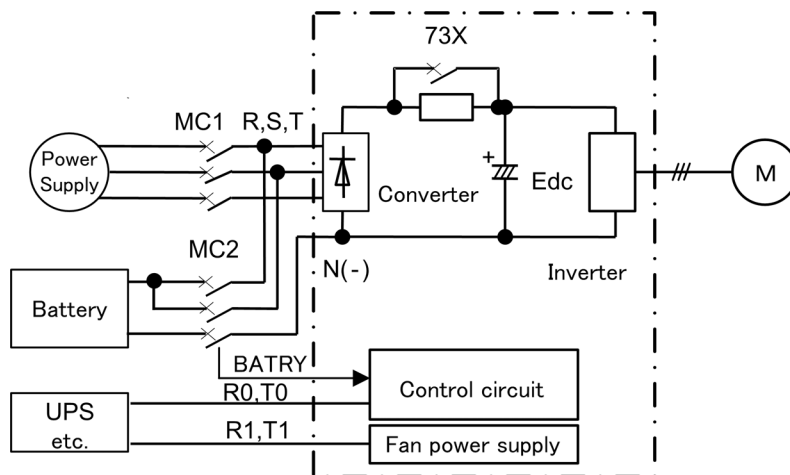 73X
MC1
R,S,T
Power
Supply
+
Converter
Edc
M
MC2
N(-)
Inverter
Battery
BATRY
R0,T0
Control circuit
UPS
etc.
R1,T1
Fan power supply